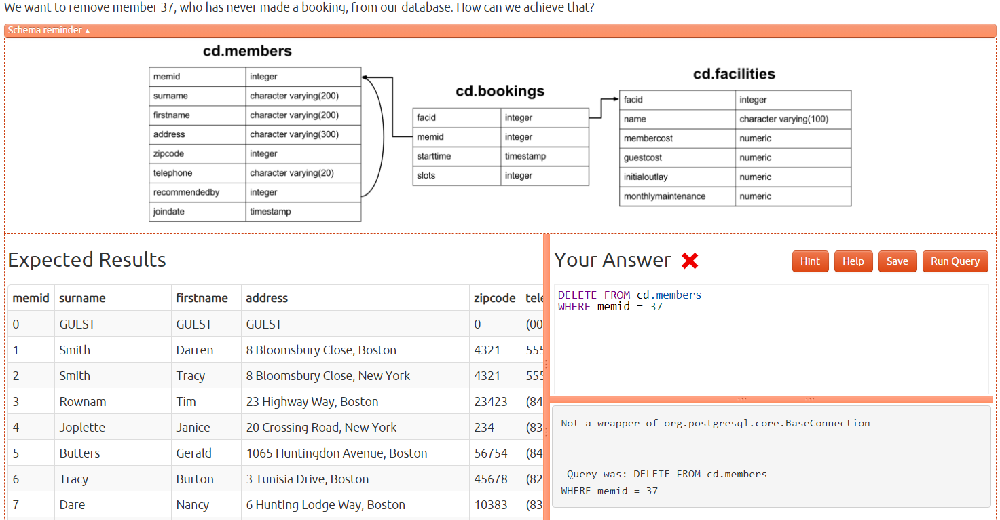 We want to remove member 37, who has never made a booking, from our database. How can we achieve that?
Schema reminder ▲
cd.members
memid integer
surname character varying(200)
firstname character varying(200)
address character varying(300)
zipcode integer
telephone character varying(20)
recommendedby integer
joindate timestamp
cd.bookings
facid integer
memid integer
starttime timestamp
slots integer
cd.facilities
facid integer
name character varying(100)
membercost numeric
guestcost numeric
initialoutlay numeric
monthlymaintenance numeric
Expected Results
memid surname firstname address zipcode tele
0 GUEST GUEST GUEST 0 (00
1 Smith Darren 8 Bloomsbury Close, Boston 4321 555
2 Smith Tracy 8 Bloomsbury Close, New York 4321 555
3 Rownam Tim 23 Highway Way, Boston 23423 (84
4 Joplette Janice 20 Crossing Road, New York 234 (83
5 Butters Gerald 1065 Huntingdon Avenue, Boston 56754 (84
6 Tracy Burton 3 Tunisia Drive, Boston 45678 (82
7 Dare Nancy 6 Hunting Lodge Way, Boston 10383 (83
Your Answer
Hint Help Save Run Query
DELETE FROM cd.members
WHERE memid = 37
Not a wrapper of org.postgresql.core.BaseConnection
Query was: DELETE FROM cd.members
WHERE memid = 37